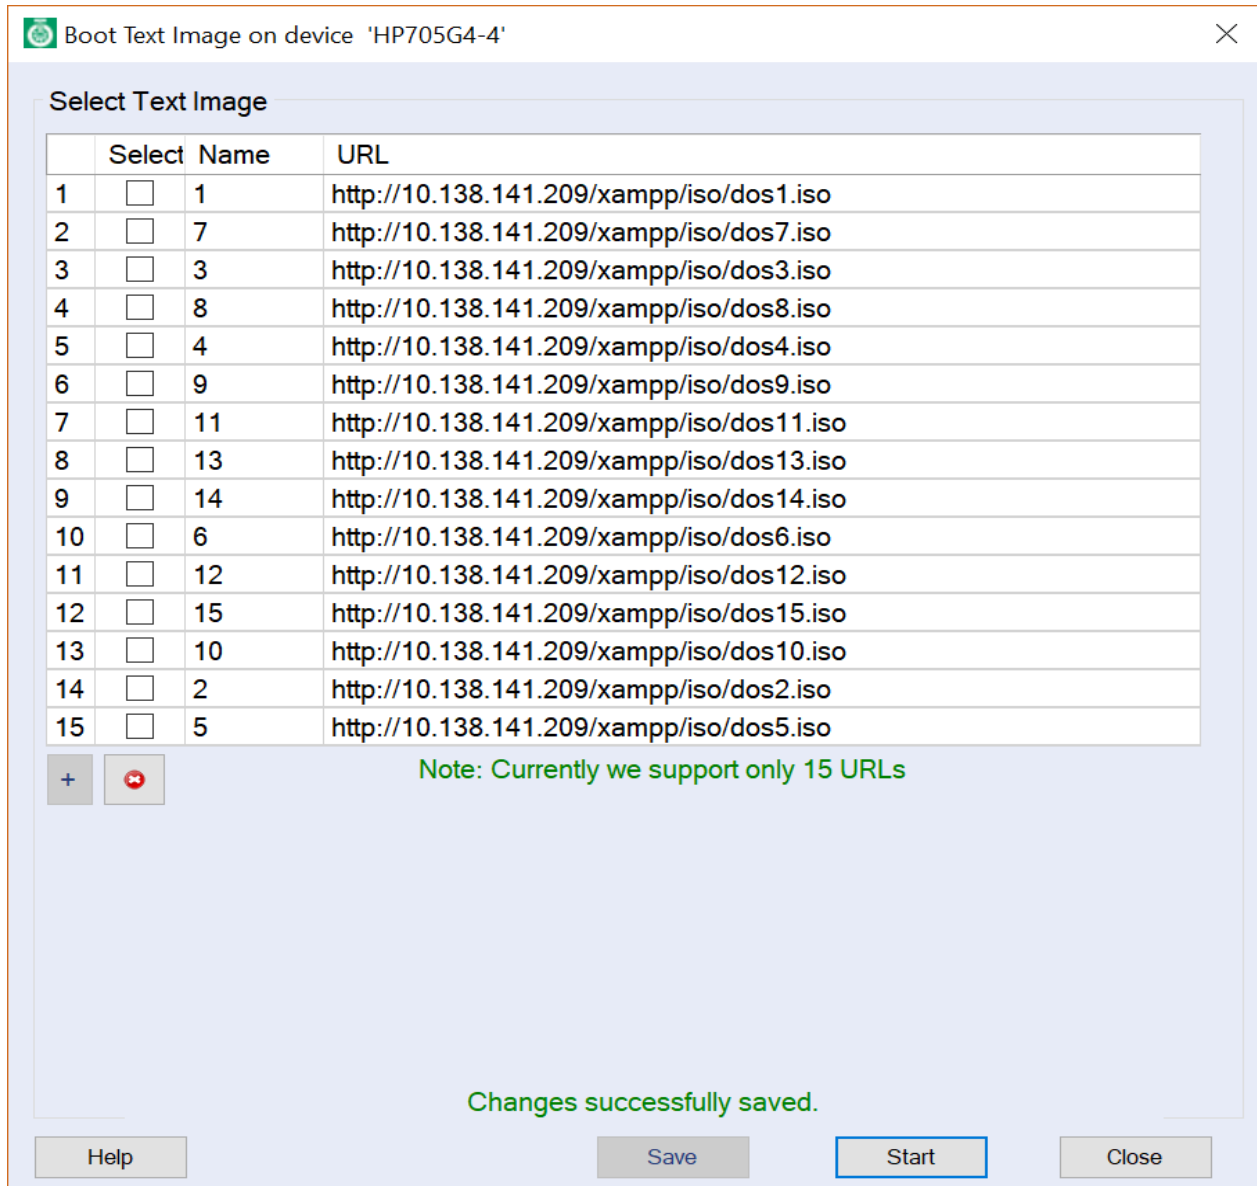 Boot Text Image on device 'HP705G4-4'
Select Text Image
Select Name URL
1 1 http://10.138.141.209/xampp/iso/dos1.iso
2 7 http://10.138.141.209/xampp/iso/dos7.iso
3 3 http://10.138.141.209/xampp/iso/dos3.iso
4 8 http://10.138.141.209/xampp/iso/dos8.iso
5 4 http://10.138.141.209/xampp/iso/dos4.iso
6 9 http://10.138.141.209/xampp/iso/dos9.iso
7 11 http://10.138.141.209/xampp/iso/dos11.iso
8 13 http://10.138.141.209/xampp/iso/dos13.iso
9 14 http://10.138.141.209/xampp/iso/dos14.iso
10 6 http://10.138.141.209/xampp/iso/dos6.iso
11 12 http://10.138.141.209/xampp/iso/dos12.iso
12 15 http://10.138.141.209/xampp/iso/dos15.iso
13 10 http://10.138.141.209/xampp/iso/dos10.iso
14 2 http://10.138.141.209/xampp/iso/dos2.iso
15 5 http://10.138.141.209/xampp/iso/dos5.iso
+ Note: Currently we support only 15 URLs
Changes successfully saved.
Help Save Start Close